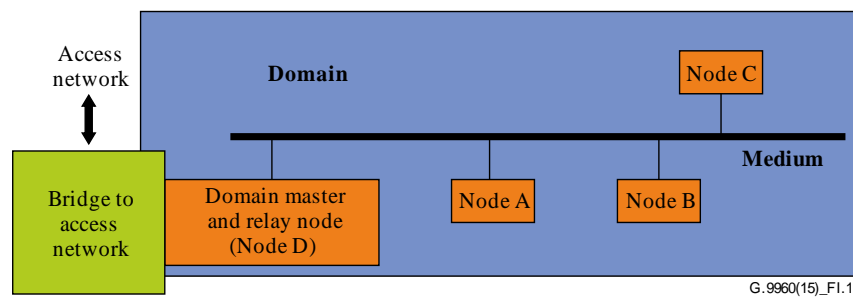 Access
network
Domain
Node C
Medium
Bridge to
access
network
Domain master
and relay node
(Node D)
Node A
Node B
G.9960(15)_FI.1